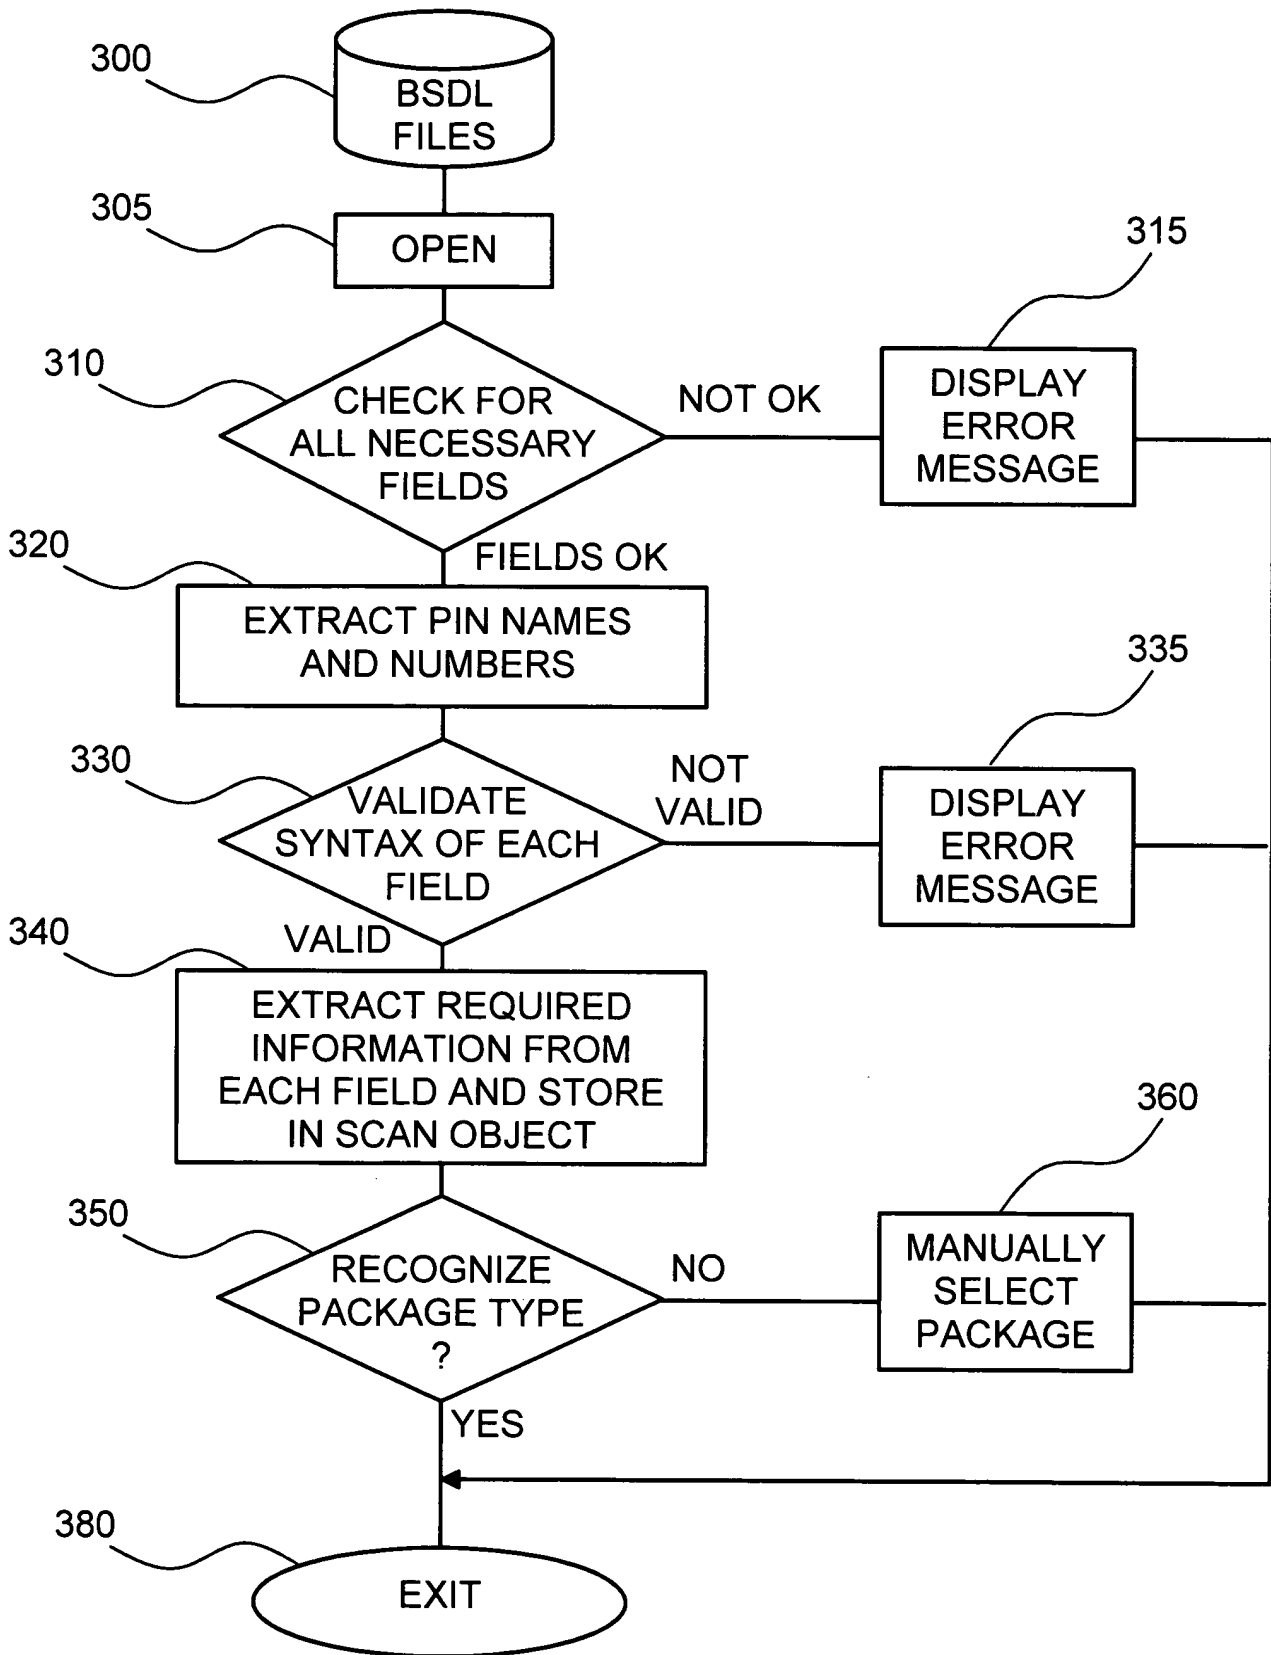 300
BSDL
FILES
305
OPEN
315
310
CHECK FOR
ALL NECESSARY
FIELDS
NOT OK
DISPLAY
ERROR
MESSAGE
320
FIELDS OK
EXTRACT PIN NAMES
AND NUMBERS
335
330
VALIDATE
SYNTAX OF EACH
FIELD
NOT
VALID
DISPLAY
ERROR
MESSAGE
340
VALID
EXTRACT REQUIRED
INFORMATION FROM
EACH FIELD AND STORE
IN SCAN OBJECT
360
350
RECOGNIZE
PACKAGE TYPE
?
NO
MANUALLY
SELECT
PACKAGE
YES
380
EXIT